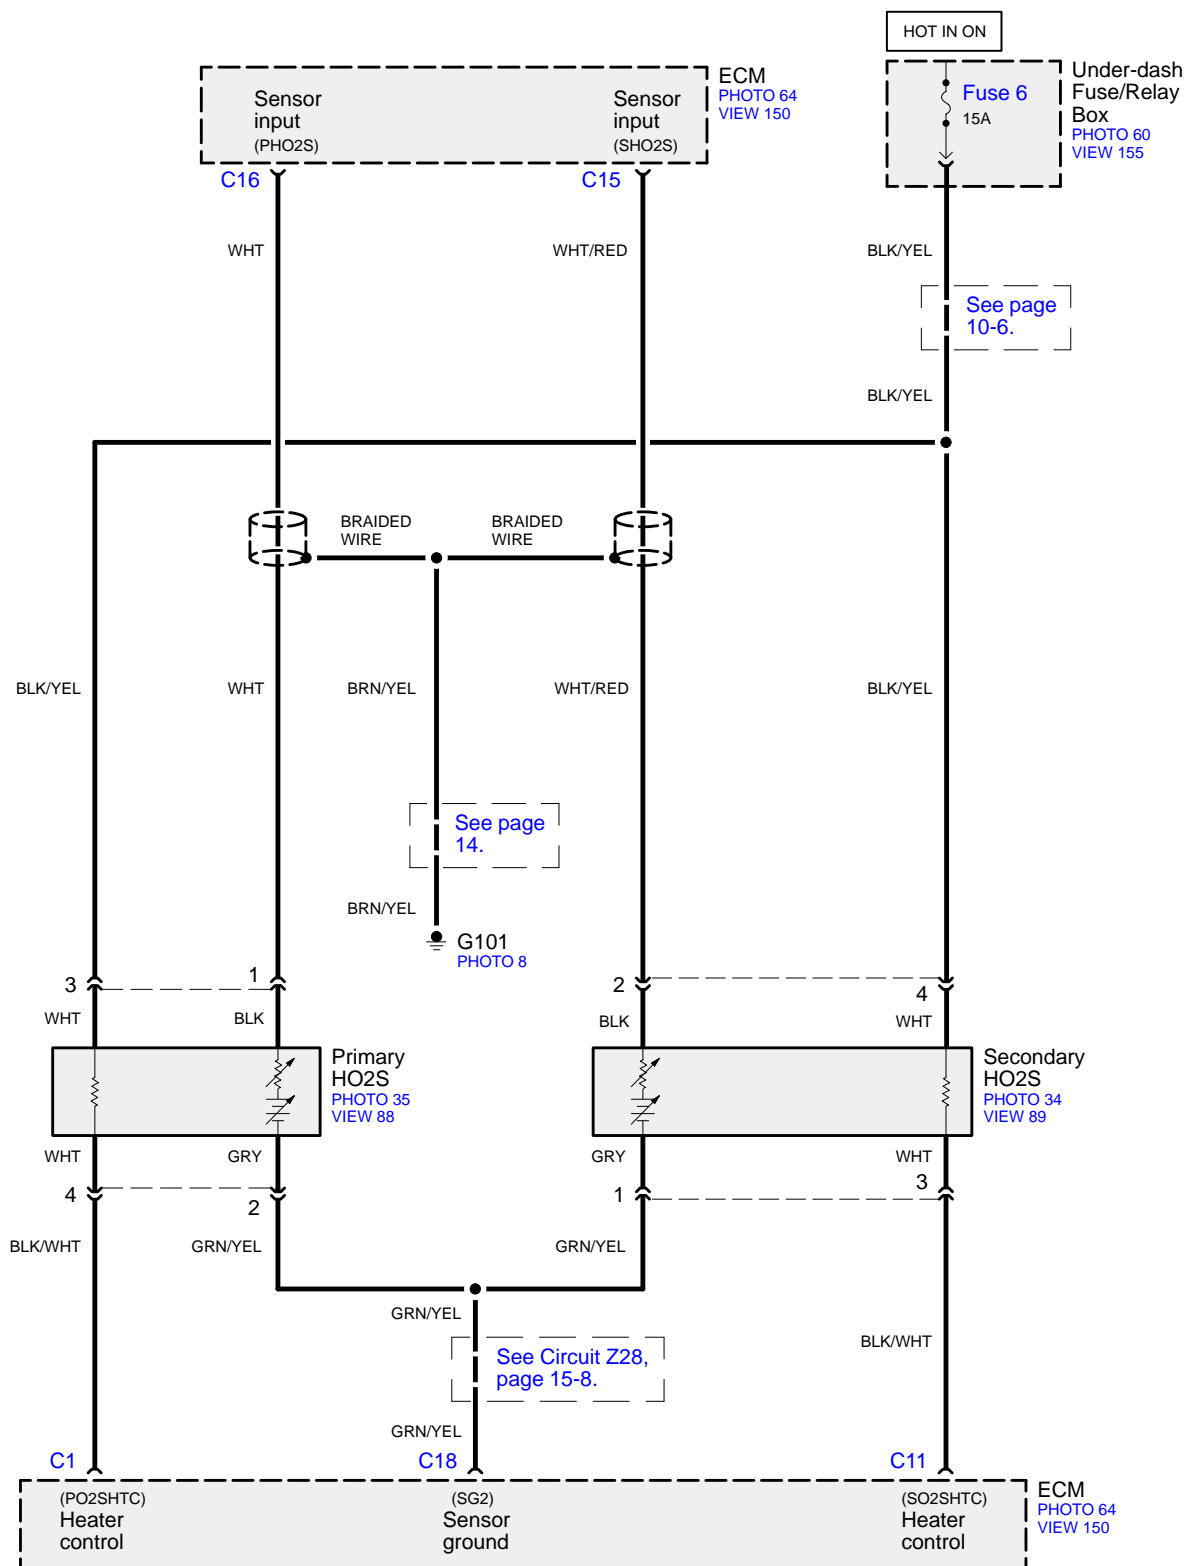 HOT IN ON
ECM
PHOTO 64
VIEW 150
Sensor
input
(PHO2S)
Sensor
input
(SHO2S)
Fuse 6
15A
Under-dash
Fuse/Relay
Box
PHOTO 60
VIEW 155
C16
C15
WHT
WHT/RED
BLK/YEL
See page
10-6.
BLK/YEL
BRAIDED
WIRE
BRAIDED
WIRE
BLK/YEL
WHT
BRN/YEL
WHT/RED
BLK/YEL
See page
14.
BRN/YEL
G101
PHOTO 8
3
1
2
4
WHT
BLK
BLK
WHT
Primary
HO2S
PHOTO 35
VIEW 88
Secondary
HO2S
PHOTO 34
VIEW 89
WHT
GRY
GRY
WHT
4
2
1
3
BLK/WHT
GRN/YEL
GRN/YEL
GRN/YEL
BLK/WHT
See Circuit Z28,
page 15-8.
GRN/YEL
C1
C18
C11
(PO2SHTC)
Heater
control
(SG2)
Sensor
ground
(SO2SHTC)
Heater
control
ECM
PHOTO 64
VIEW 150